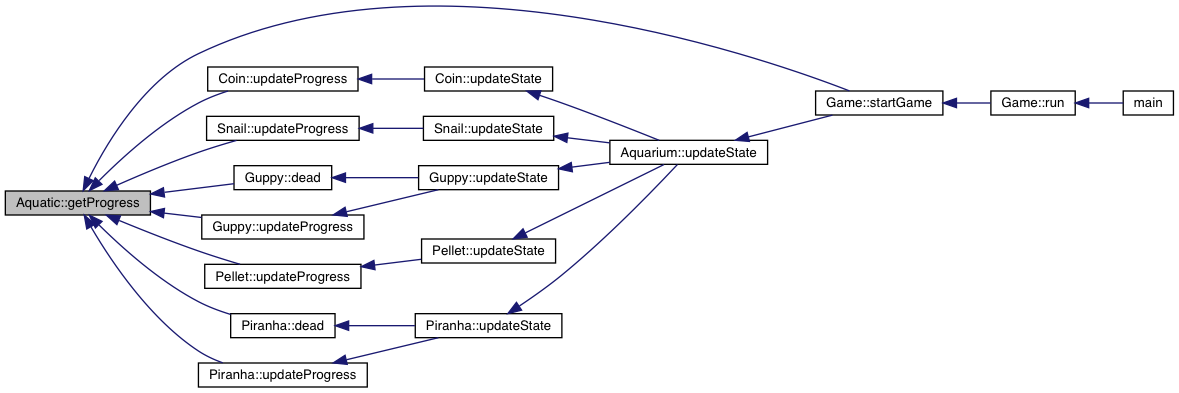 Coin::updateProgress
Coin::updateState
Game::startGame
Game::run
main
Snail::updateProgress
Snail::updateState
Aquarium::updateState
Guppy::dead
Guppy::updateState
Aquatic::getProgress
Guppy::updateProgress
Pellet::updateState
Pellet::updateProgress
Piranha::dead
Piranha::updateState
Piranha::updateProgress